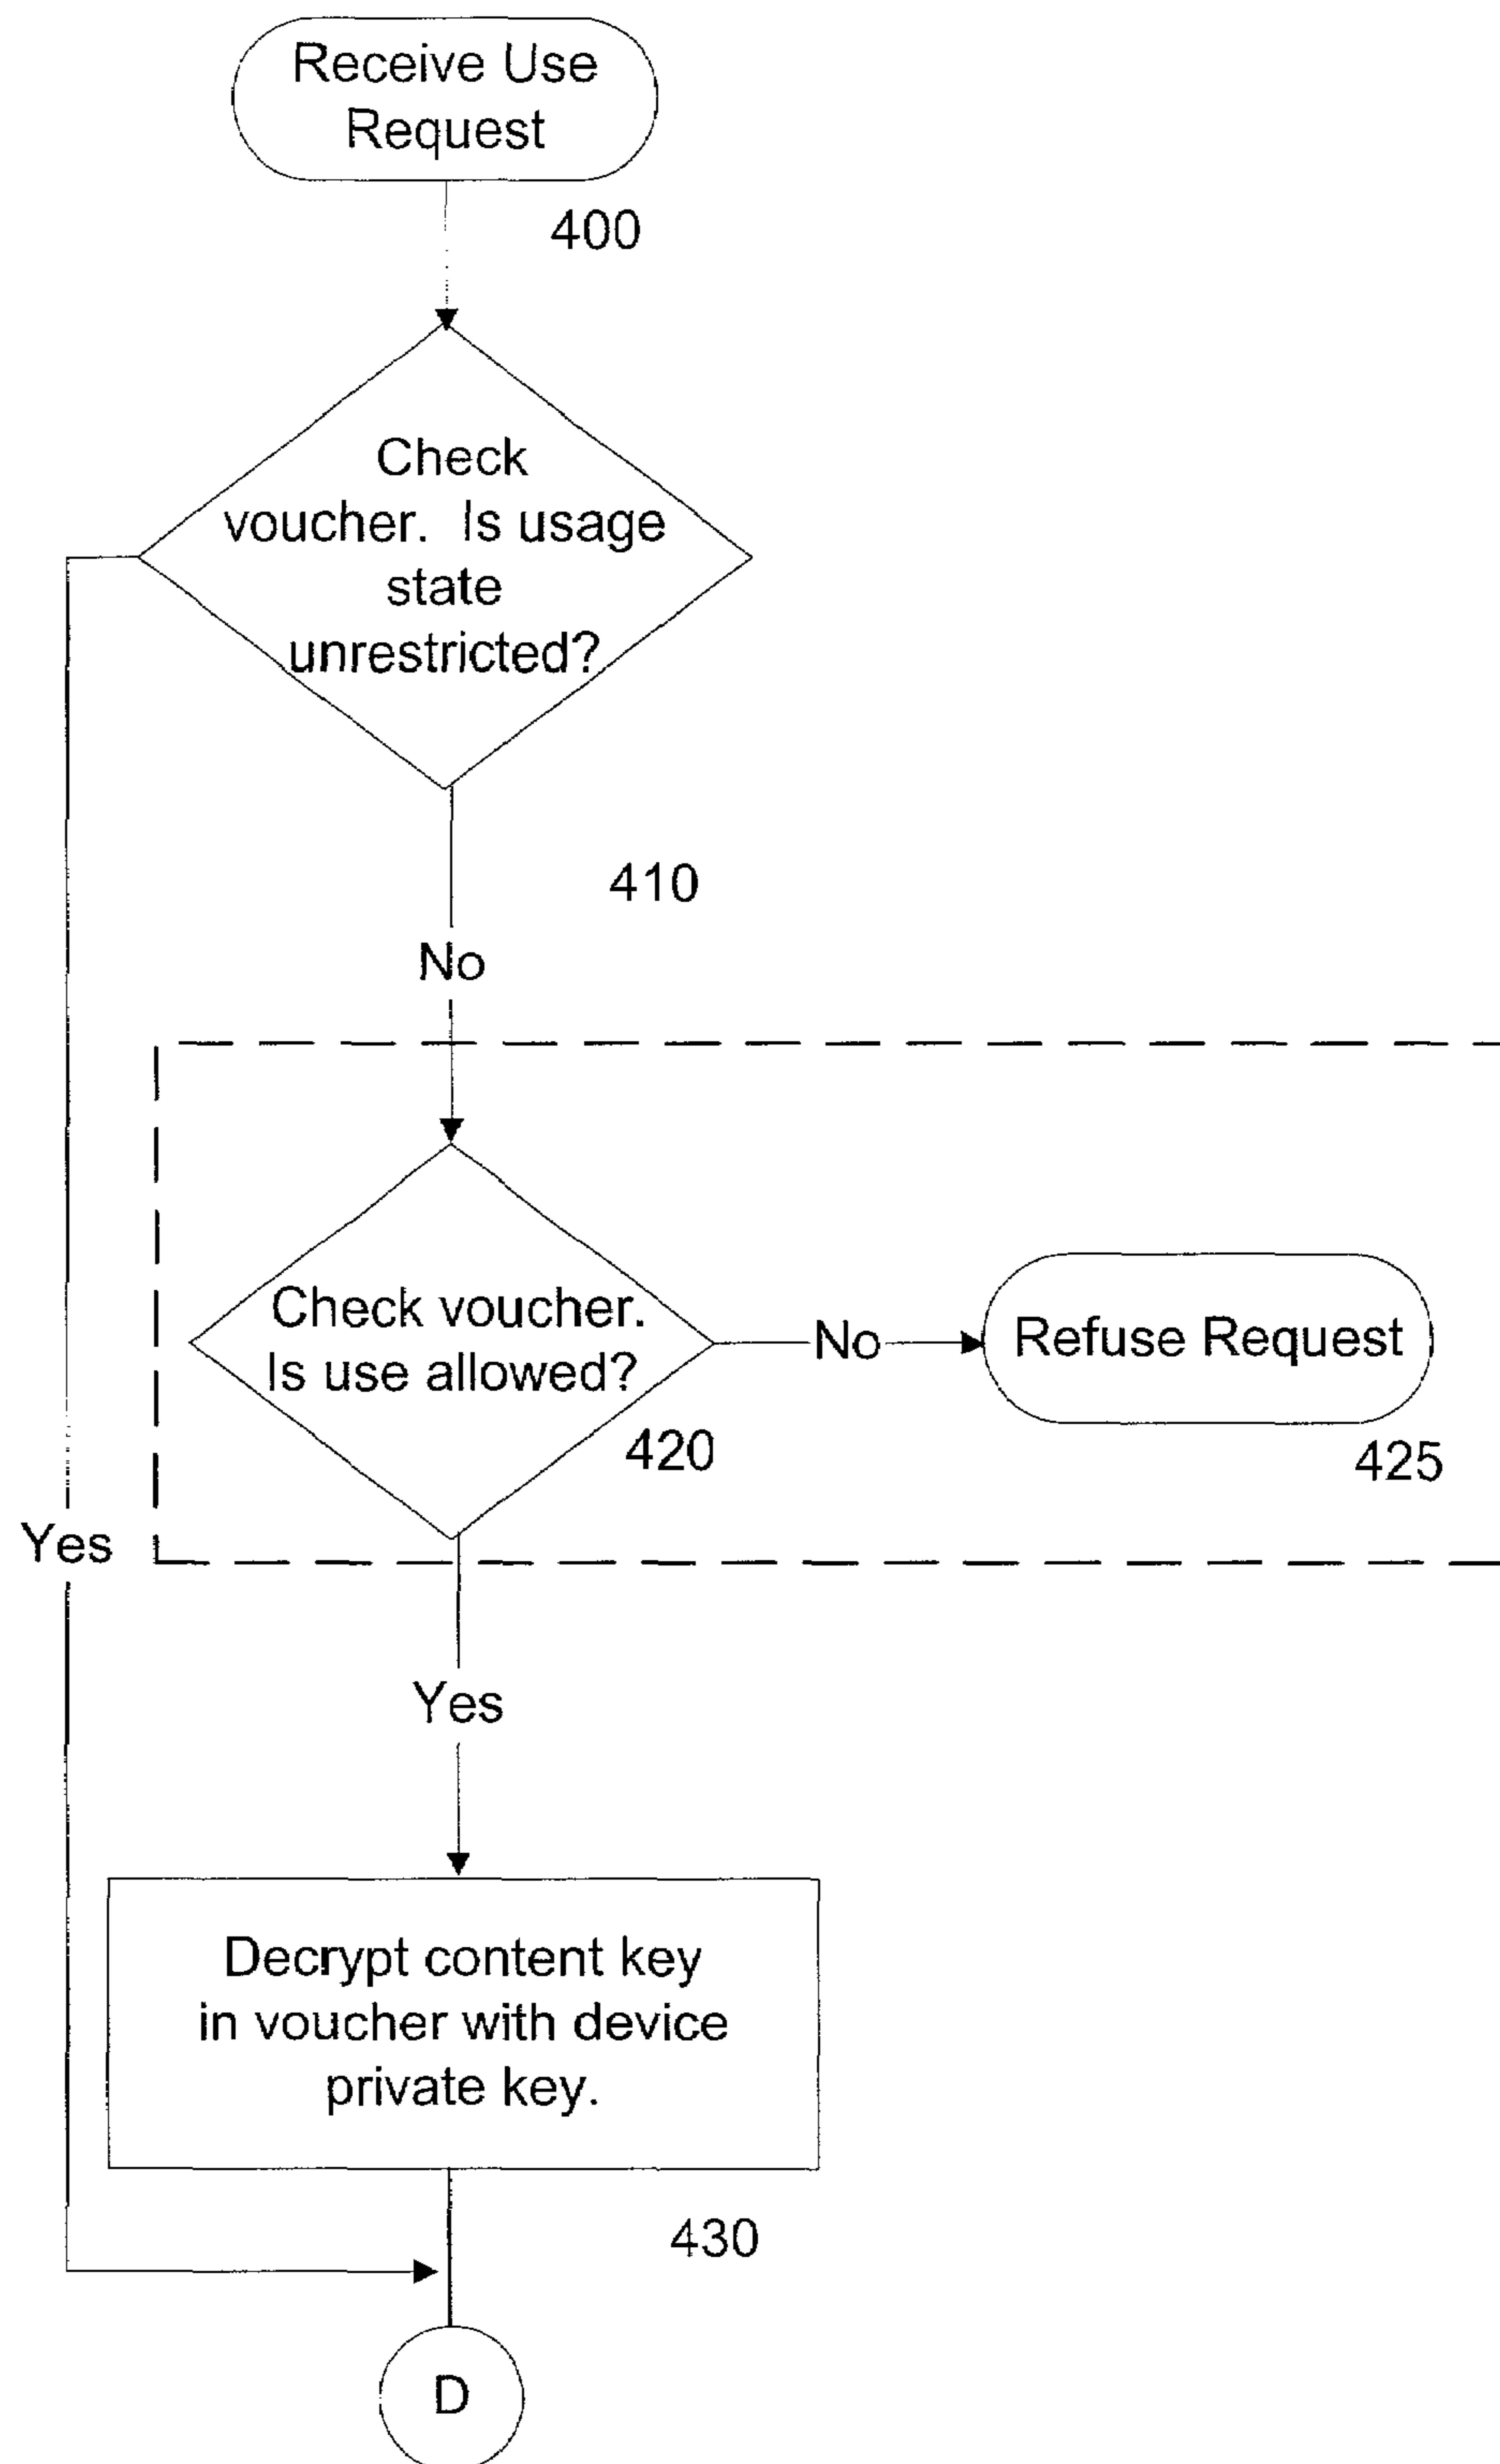 Receive Use
Request
400
Check
voucher.  Is usage
state
unrestricted?
410
No
Check voucher.
Is use allowed?
No
Refuse Request
420
425
Yes
Yes
Decrypt content key
in voucher with device
private key.
430
D